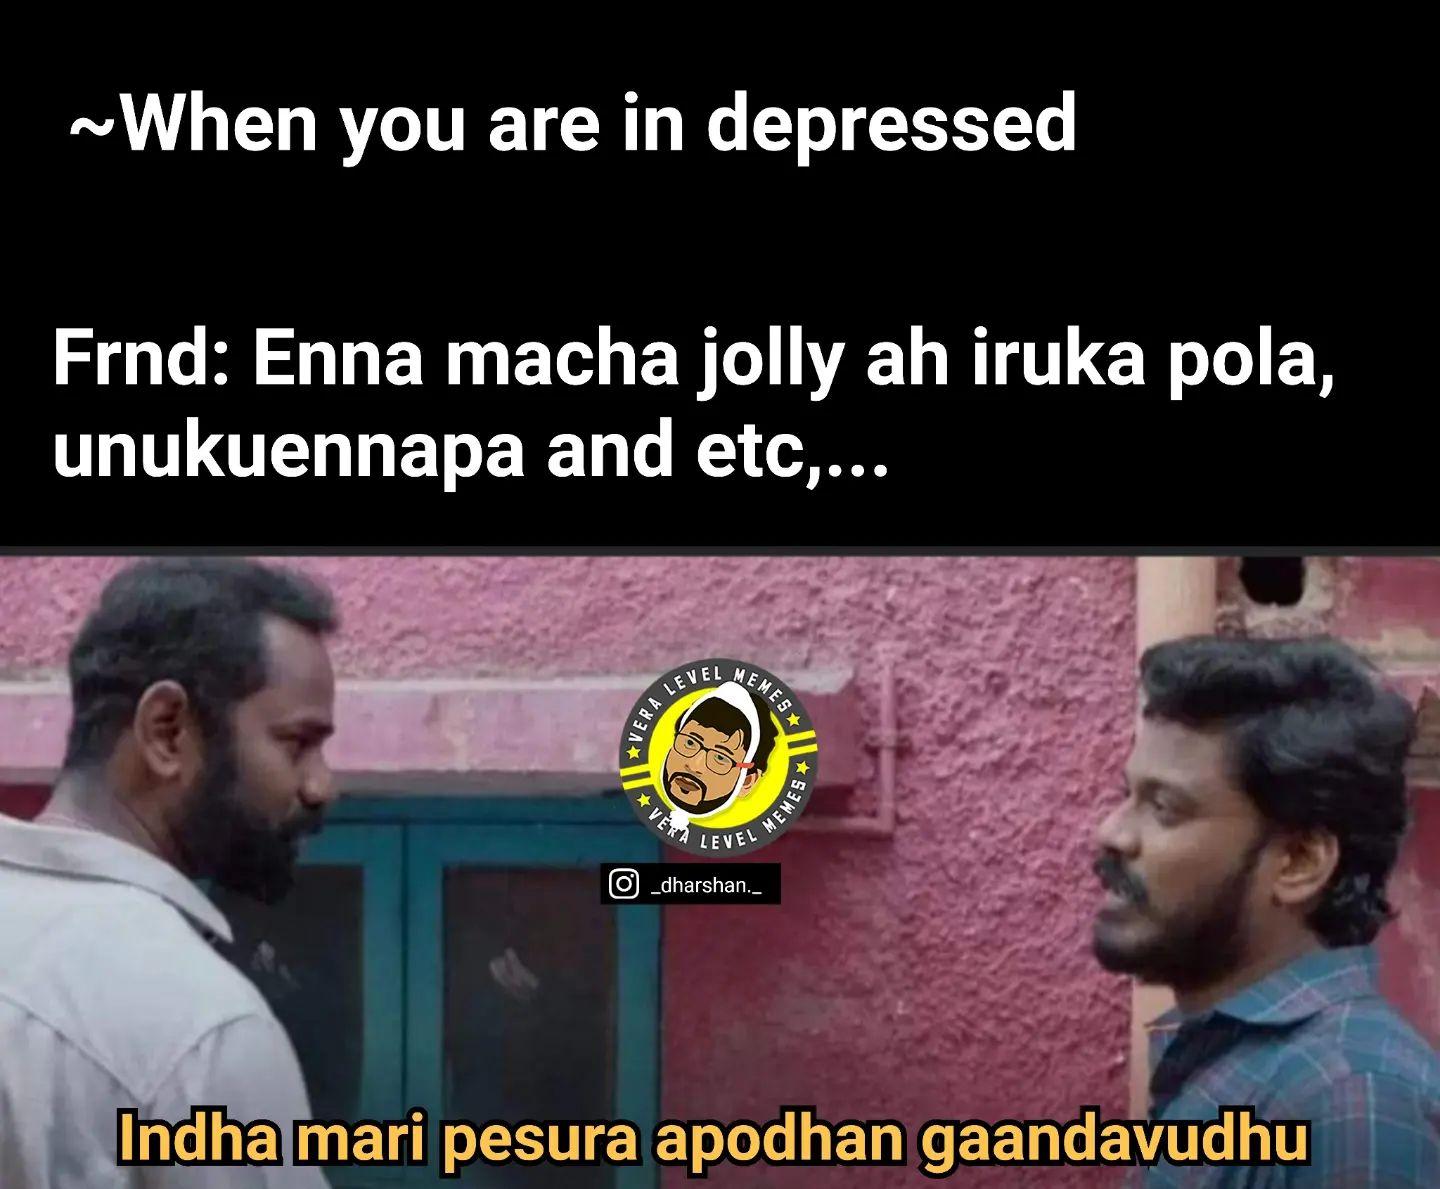 ~When you are in depressed
Frnd: Enna macha jolly ah iruka pola,
unukuennapa and etc,...
VERA LEVEL MEMES
VERA LEVEL MEMES
_dharshan._
Indha mari pesura apodhan gaandavudhu